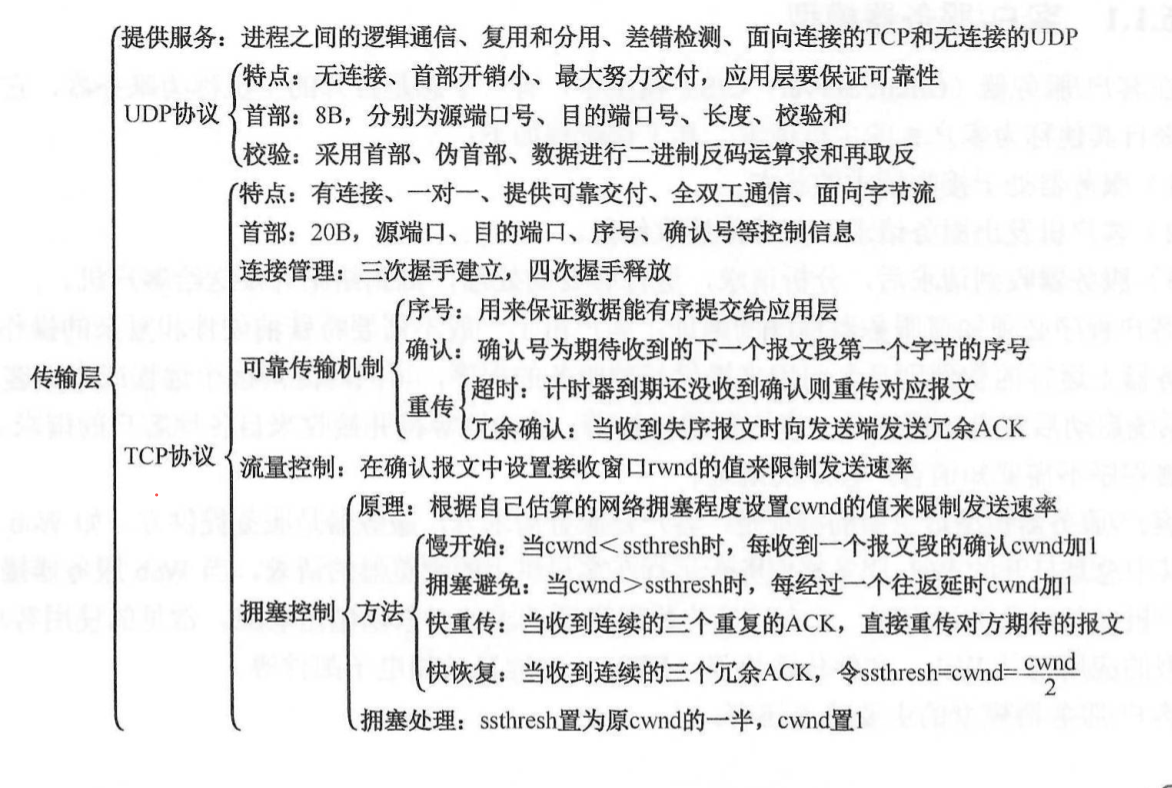 提供服务：进程之间的逻辑通信、复用和分用、差错检测、面向连接的TCP和无连接的UDP
特点：无连接、首部开销小、最大努力交付，应用层要保证可靠性
UDP协议
首部：8B，分别为源端口号、目的端口号、长度、校验和
校验：采用首部、伪首部、数据进行二进制反码运算求和再取反
特点：有连接、一对一、提供可靠交付、全双工通信、面向字节流
首部：20B，源端口、目的端口、序号、确认号等控制信息
连接管理：三次握手建立，四次握手释放
序号：用来保证数据能有序提交给应用层
可靠传输机制
确认：确认号为期待收到的下一个报文段第一个字节的序号
传输层
重传
超时：计时器到期还没收到确认则重传对应报文
冗余确认：当收到失序报文时向发送端发送冗余ACK
TCP协议
流量控制：在确认报文中设置接收窗口rwnd的值来限制发送速率
原理：根据自己估算的网络拥塞程度设置cwnd的值来限制发送速率
慢开始：当cwnd＜ssthresh时，每收到一个报文段的确认cwnd加1
拥塞避免：当cwnd＞ssthresh时，每经过一个往返延时cwnd加1
拥塞控制
方法
快重传：当收到连续的三个重复的ACK，直接重传对方期待的报文
快恢复：当收到连续的三个冗余ACK，令ssthresh=cwnd=cwnd/2
拥塞处理：ssthresh置为原cwnd的一半，cwnd置1